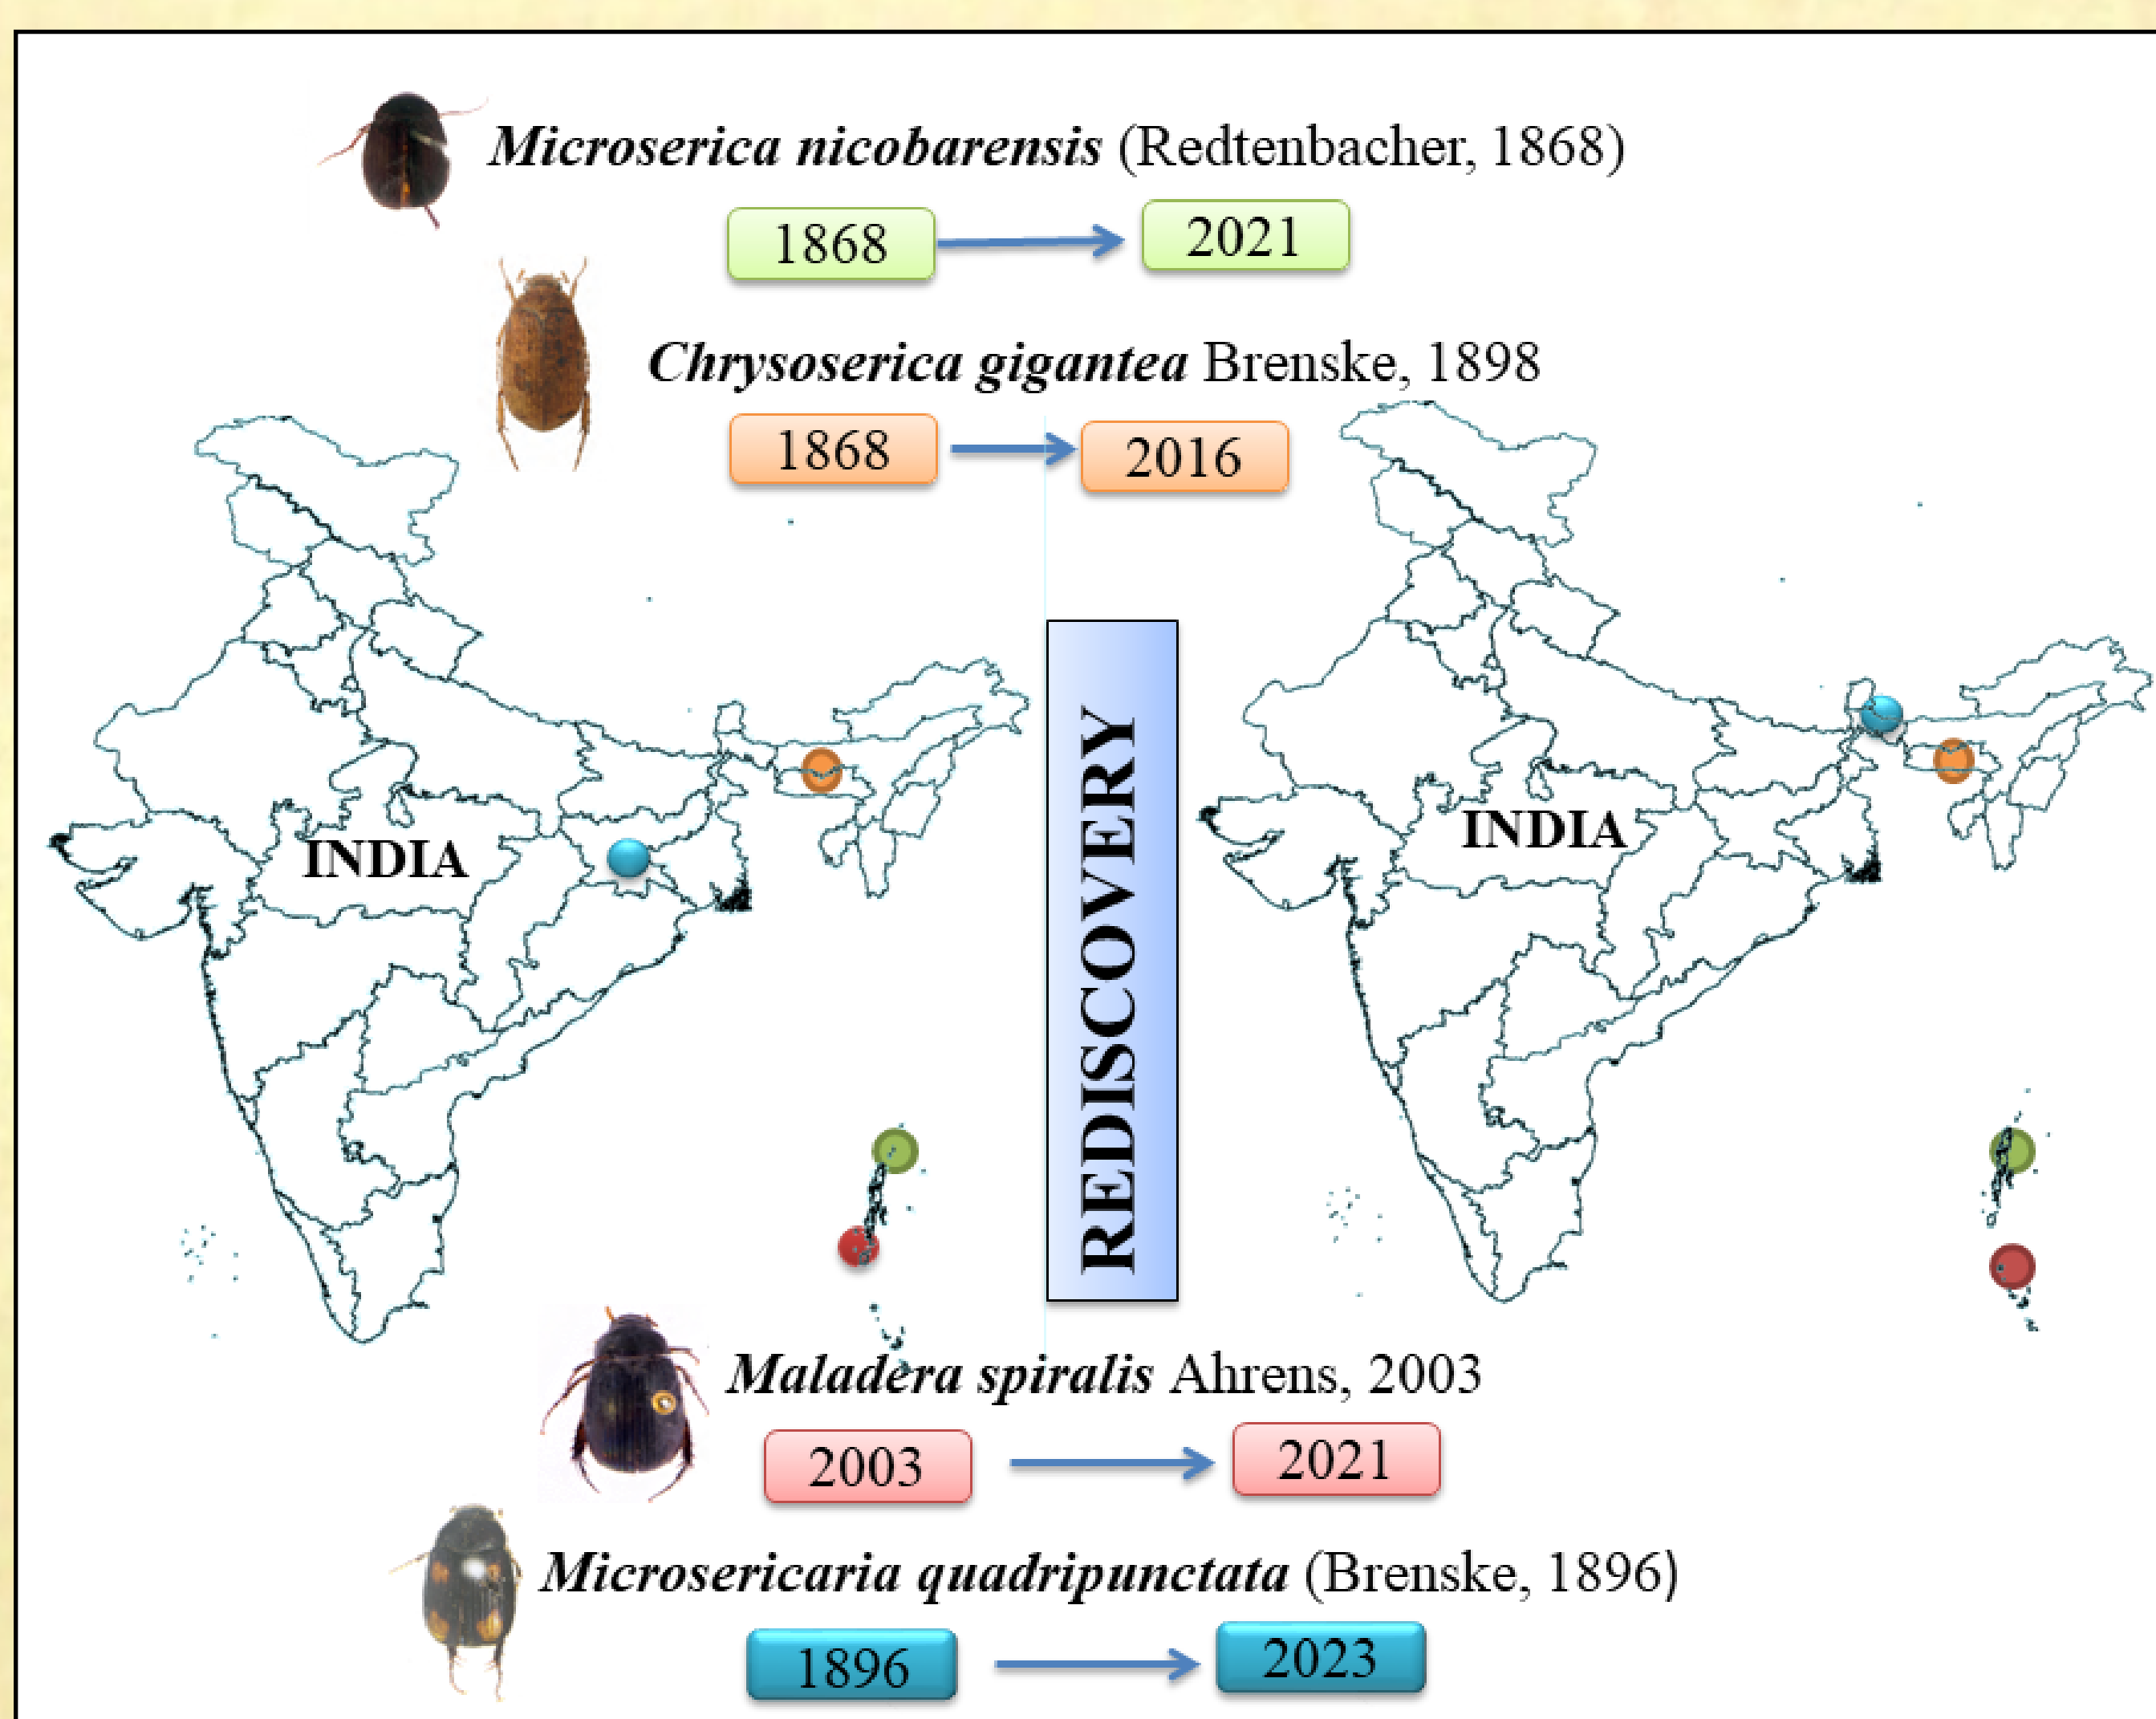 Microserica nicobarensis (Redtenbacher, 1868)
1868
2021
Chrysoserica gigantea Brenske, 1898
1868
2016
INDIA
REDISCOVERY
INDIA
Maladera spiralis Ahrens, 2003
2003
2021
Microsericaria quadripunctata (Brenske, 1896)
1896
2023